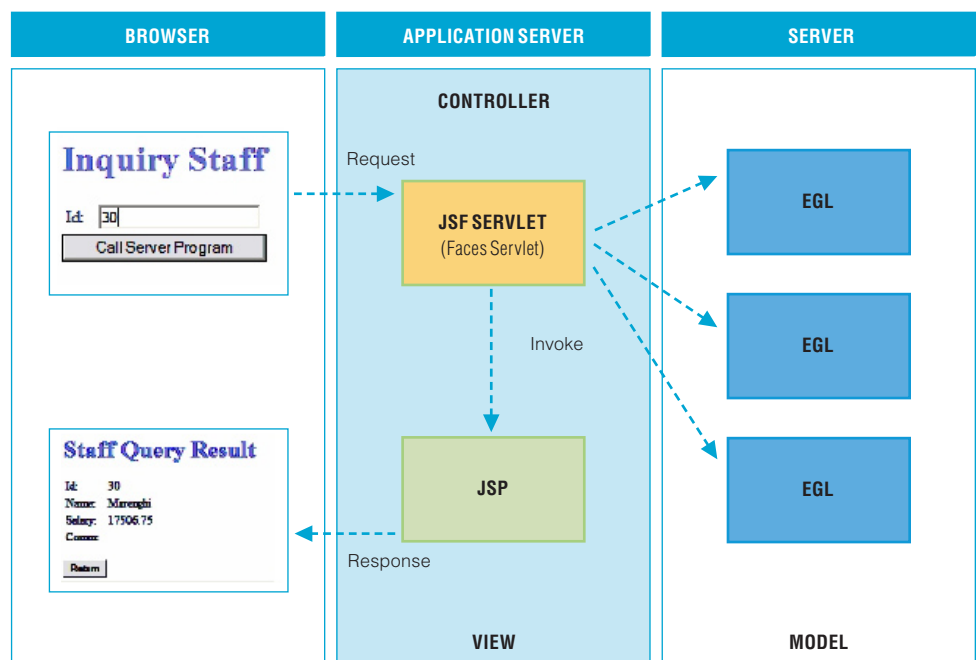 BROWSER
APPLICATION SERVER
SERVER
CONTROLLER
Inquiry Staff
Id: 30
Call Server Program
Request
JSF SERVLET
(Faces Servlet)
EGL
EGL
EGL
Invoke
JSP
Staff Query Result
Id: 30
Name: Marenghi
Salary: 17506.75
Comm:
Return
Response
VIEW
MODEL